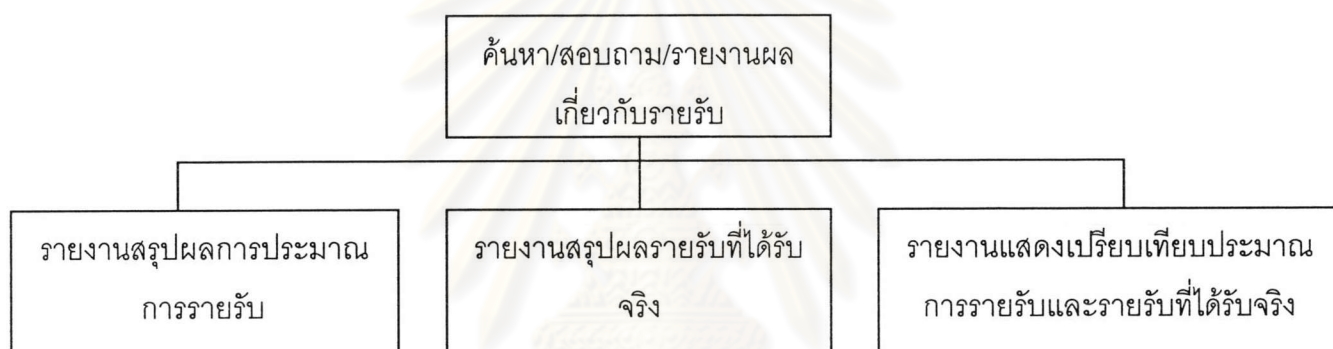 ค้นหา/สอบถาม/รายงานผล
เกี่ยวกับรายรับ
รายงานสรุปผลการประมาณ
การรายรับ
รายงานสรุปผลรายรับที่ได้รับ
จริง
รายงานแสดงเปรียบเทียบประมาณ
การรายรับและรายรับที่ได้รับจริง